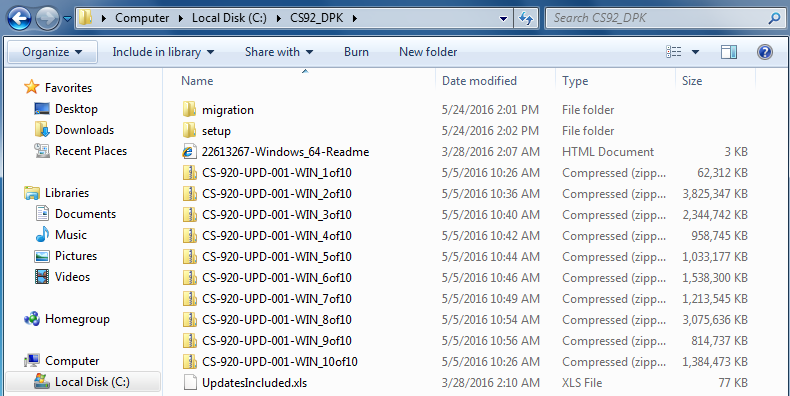 Computer Local Disk (C:) CS92_DPK Search CS92_DPK
Organize Include in library Share with Burn New folder
Name Date modified Type Size
Favorites
Desktop
Downloads
Recent Places
Libraries
Documents
Music
Pictures
Videos
Homegroup
Computer
Local Disk (C:)
migration 5/24/2016 2:01 PM File folder
setup 5/24/2016 2:02 PM File folder
22613267-Windows_64-Readme 3/28/2016 2:07 AM HTML Document 3 KB
CS-920-UPD-001-WIN_1of10 5/5/2016 10:26 AM Compressed (zipp... 62,312 KB
CS-920-UPD-001-WIN_2of10 5/5/2016 10:36 AM Compressed (zipp... 3,825,347 KB
CS-920-UPD-001-WIN_3of10 5/5/2016 10:40 AM Compressed (zipp... 2,344,742 KB
CS-920-UPD-001-WIN_4of10 5/5/2016 10:42 AM Compressed (zipp... 958,745 KB
CS-920-UPD-001-WIN_5of10 5/5/2016 10:44 AM Compressed (zipp... 1,033,177 KB
CS-920-UPD-001-WIN_6of10 5/5/2016 10:46 AM Compressed (zipp... 1,538,300 KB
CS-920-UPD-001-WIN_7of10 5/5/2016 10:49 AM Compressed (zipp... 1,213,545 KB
CS-920-UPD-001-WIN_8of10 5/5/2016 10:54 AM Compressed (zipp... 3,075,636 KB
CS-920-UPD-001-WIN_9of10 5/5/2016 10:56 AM Compressed (zipp... 814,737 KB
CS-920-UPD-001-WIN_10of10 5/5/2016 10:26 AM Compressed (zipp... 1,384,473 KB
UpdatesIncluded.xls 3/28/2016 2:10 AM XLS File 77 KB